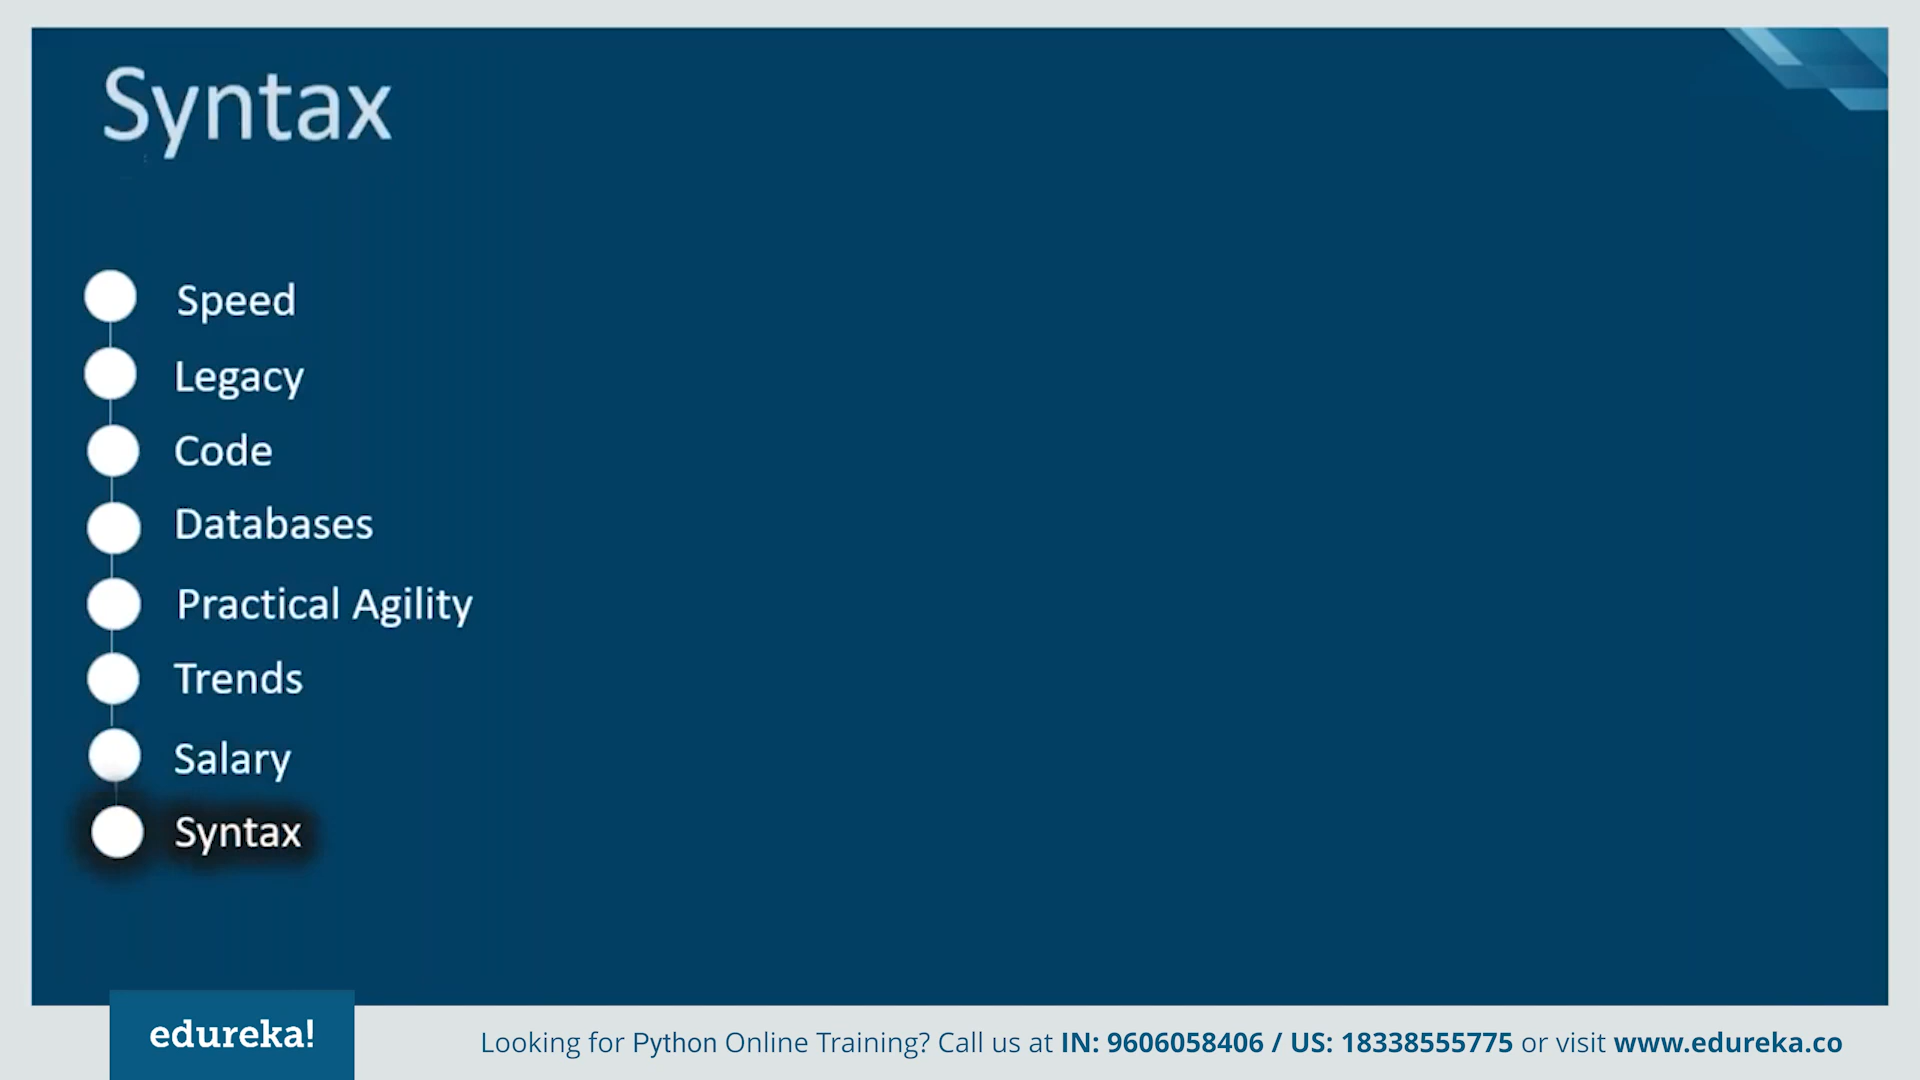 Syntax
Speed
Legacy
Code
Databases
Practical Agility
Trends
Salary
Syntax
edureka!
Looking for Python Online Training? Call us at IN: 9606058406 / US: 18338555775 or visit www.edureka.co